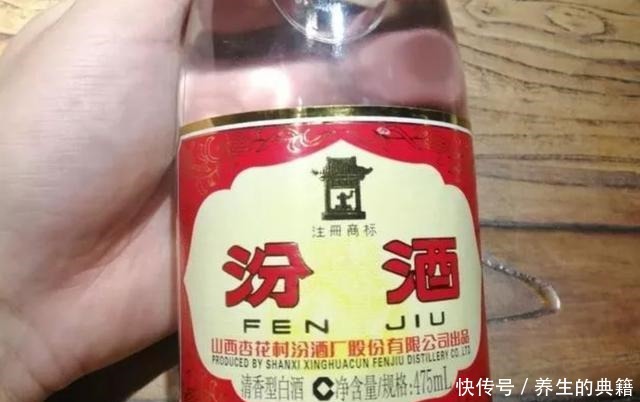 注册商标
汾酒
FEN JIU
山西杏花村汾酒厂股份有限公司出品
PRODUCED BY SHANXI XINGHUACUN FENJIU DISTILLERY CO.LTD
清香型白酒 净含量/规格:475mL
快传号/养生的典籍